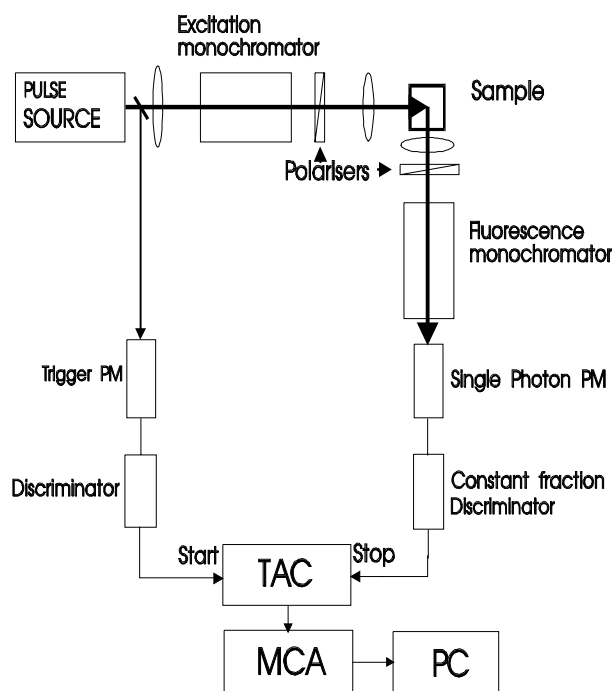 Excitation
monochromator
PULSE
SOURCE
Sample
Polarisers
Fluorescence
monochromator
Trigger PM
Single Photon PM
Discriminator
Constant fraction
Discriminator
Start
Stop
TAC
MCA
PC